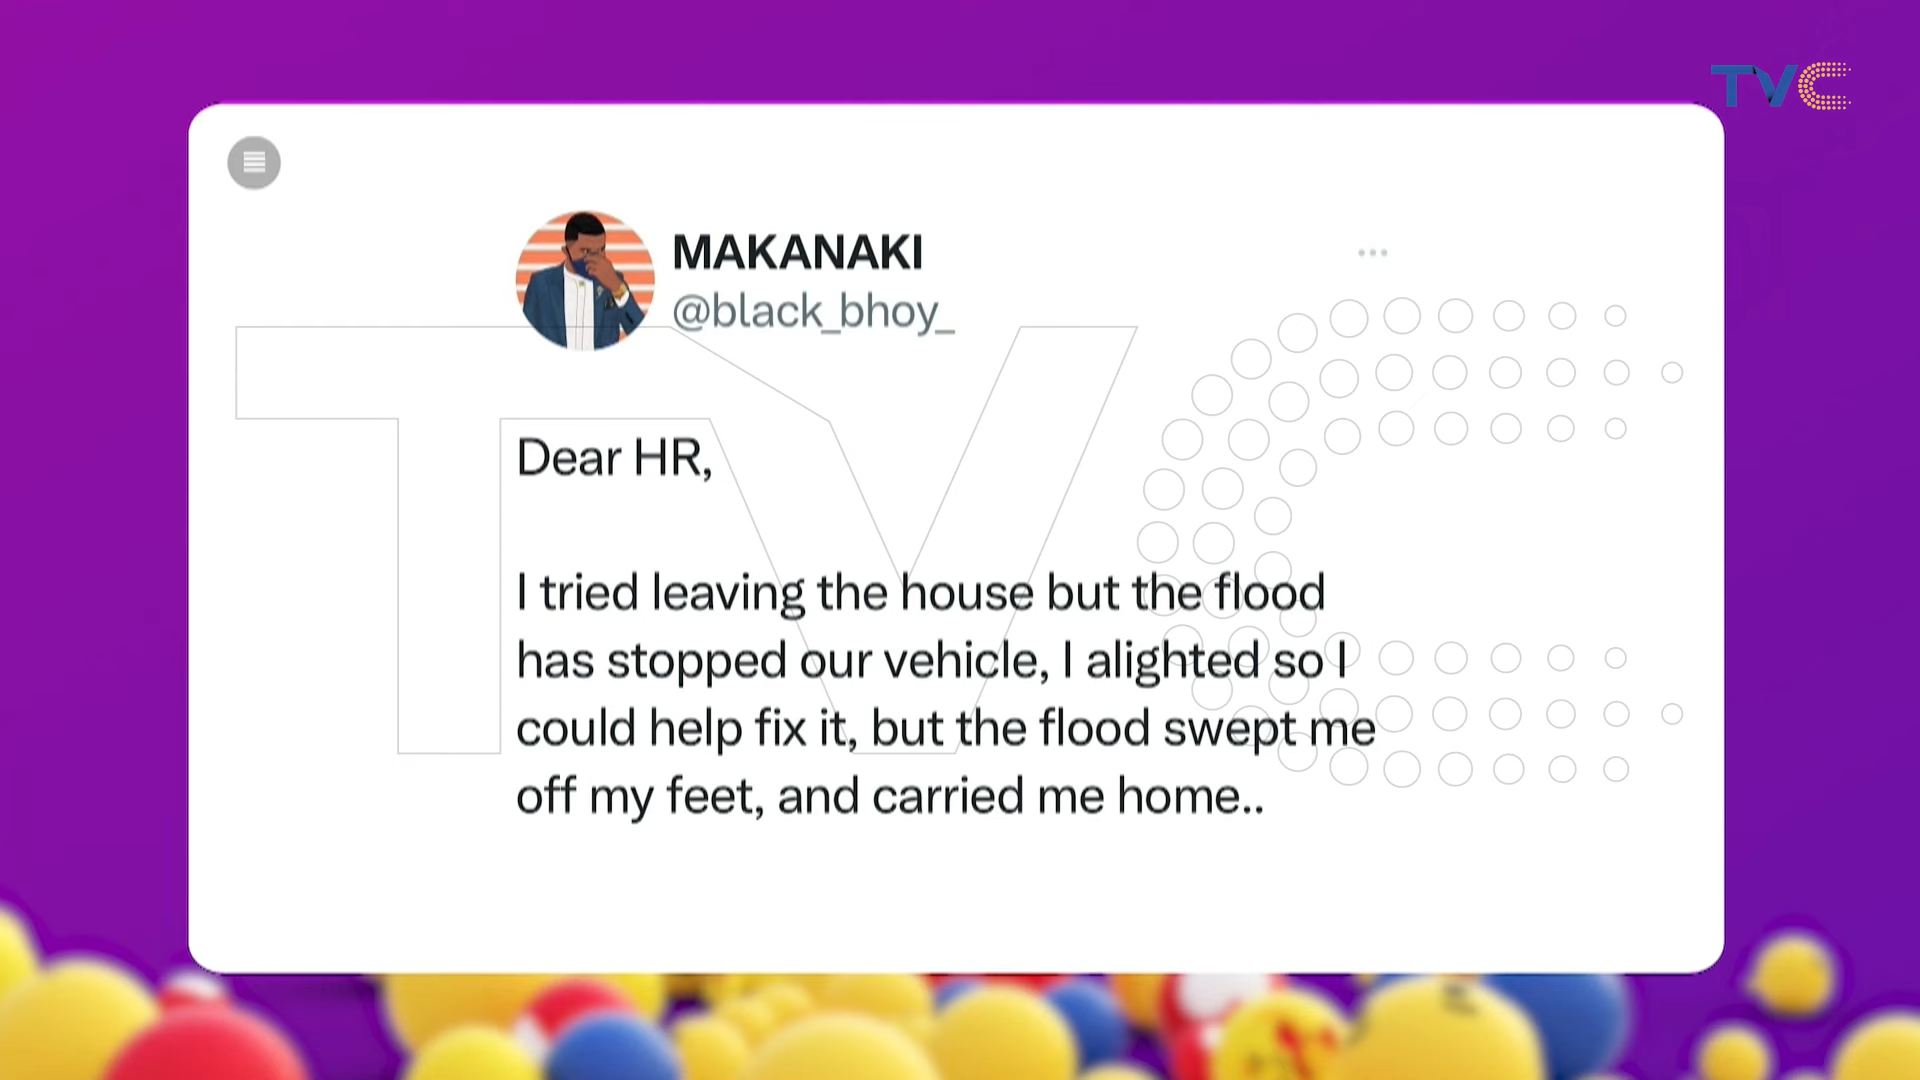 TVC
MAKANAKI
@black_bhoy_
Dear HR,
I tried leaving the house but the flood
has stopped our vehicle, I alighted so I
could help fix it, but the flood swept me
off my feet, and carried me home..